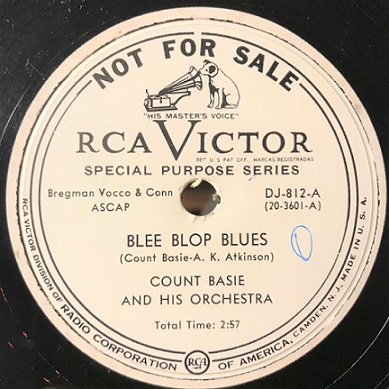 NOT FOR SALE
"HIS MASTER'S VOICE"
RCA VICTOR
REG. U.S. PAT. OFF. MARCAS REGISTRADAS
SPECIAL PURPOSE SERIES
Bregman Vocco & Conn
ASCAP
DJ-812-A
(20-3601-A)
BLEE BLOP BLUES
(Count Basie-A. K. Atkinson)
COUNT BASIE
AND HIS ORCHESTRA
Total Time: 2:57
RCA VICTOR DIVISION OF RADIO CORPORATION OF AMERICA, CAMDEN, N.J. MADE IN U.S.A.
RCA